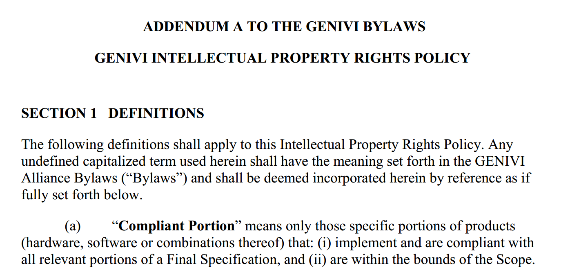 ADDENDUM A TO THE GENIVI BYLAWS
GENIVI INTELLECTUAL PROPERTY RIGHTS POLICY
SECTION 1 DEFINITIONS
The following definitions shall apply to this Intellectual Property Rights Policy. Any
undefined capitalized term used herein shall have the meaning set forth in the GENIVI
Alliance Bylaws (“Bylaws”) and shall be deemed incorporated herein by reference as if
fully set forth below.
(a) “Compliant Portion” means only those specific portions of products
(hardware, software or combinations thereof) that: (i) implement and are compliant with
all relevant portions of a Final Specification, and (ii) are within the bounds of the Scope.